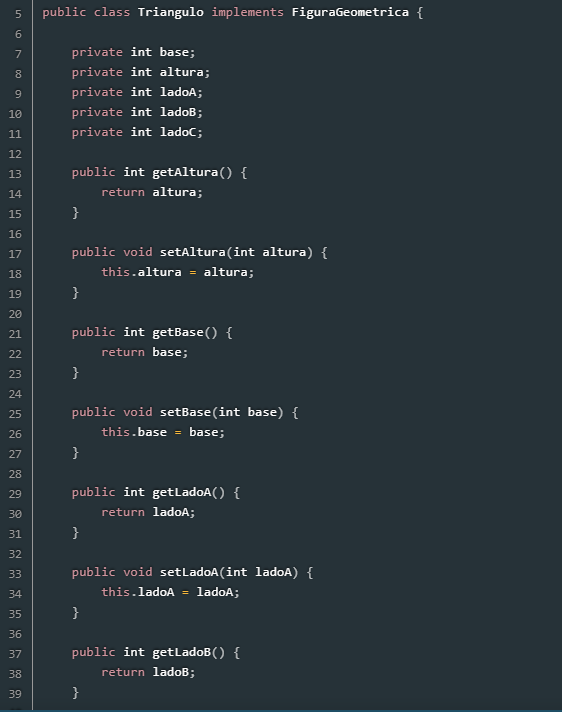 5 public class Triangulo implements FiguraGeometrica {
6
7     private int base;
8     private int altura;
9     private int ladoA;
10     private int ladoB;
11     private int ladoC;
12
13     public int getAltura() {
14         return altura;
15     }
16
17     public void setAltura(int altura) {
18         this.altura = altura;
19     }
20
21     public int getBase() {
22         return base;
23     }
24
25     public void setBase(int base) {
26         this.base = base;
27     }
28
29     public int getLadoA() {
30         return ladoA;
31     }
32
33     public void setLadoA(int ladoA) {
34         this.ladoA = ladoA;
35     }
36
37     public int getLadoB() {
38         return ladoB;
39     }